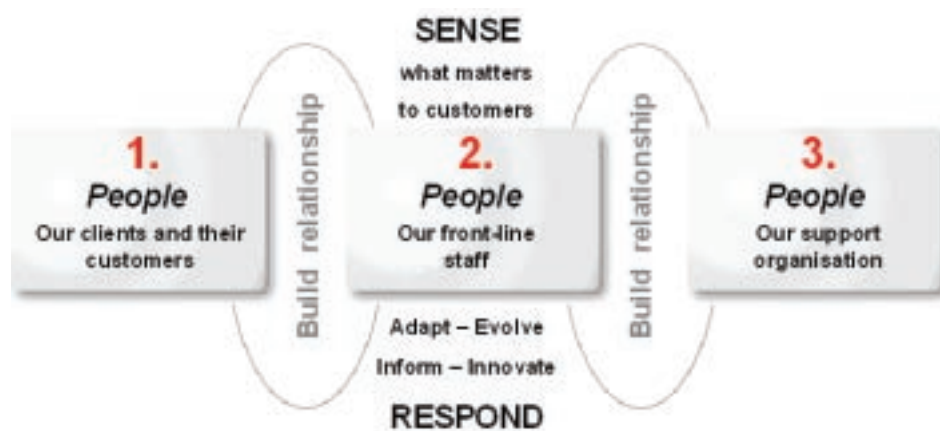 SENSE
what matters
to customers
1.
People
Our clients and their
customers
Build relationship
2.
People
Our front-line
staff
Build relationship
3.
People
Our support
organisation
Adapt – Evolve
Inform – Innovate
RESPOND